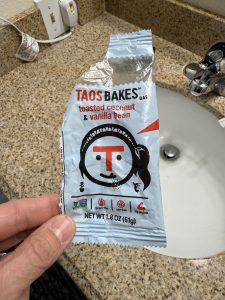 TAOS BAKES
toasted coconut
& vanilla bean
T
NET WT 1.8 OZ (51g)